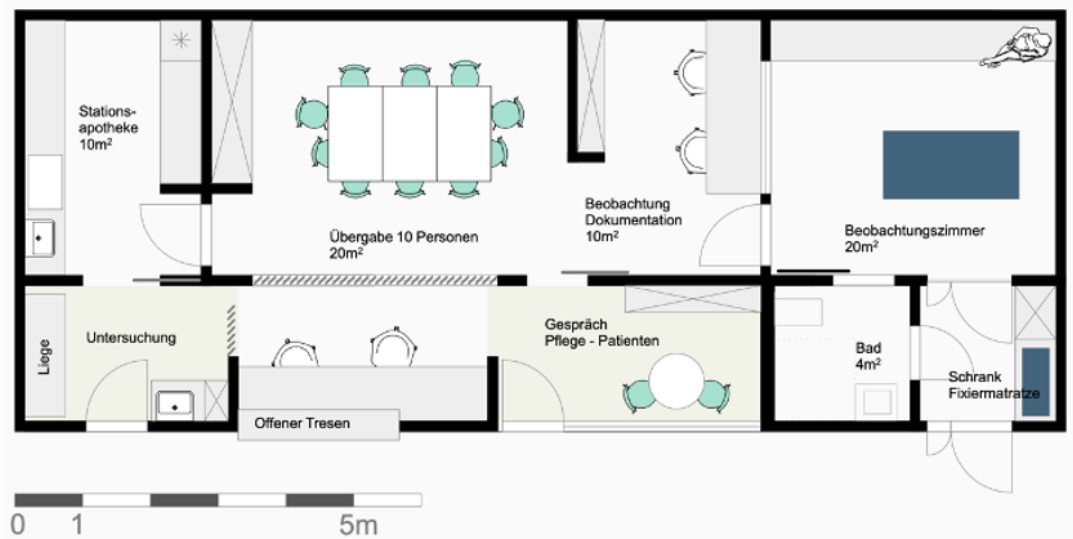 Stations-
apotheke
10m²
Übergabe 10 Personen
20m²
Beobachtung
Dokumentation
10m²
Beobachtungszimmer
20m²
Liege
Untersuchung
Offener Tresen
Gespräch
Pflege - Patienten
Bad
4m²
Schrank
Fixiermatratze
0 1 5m